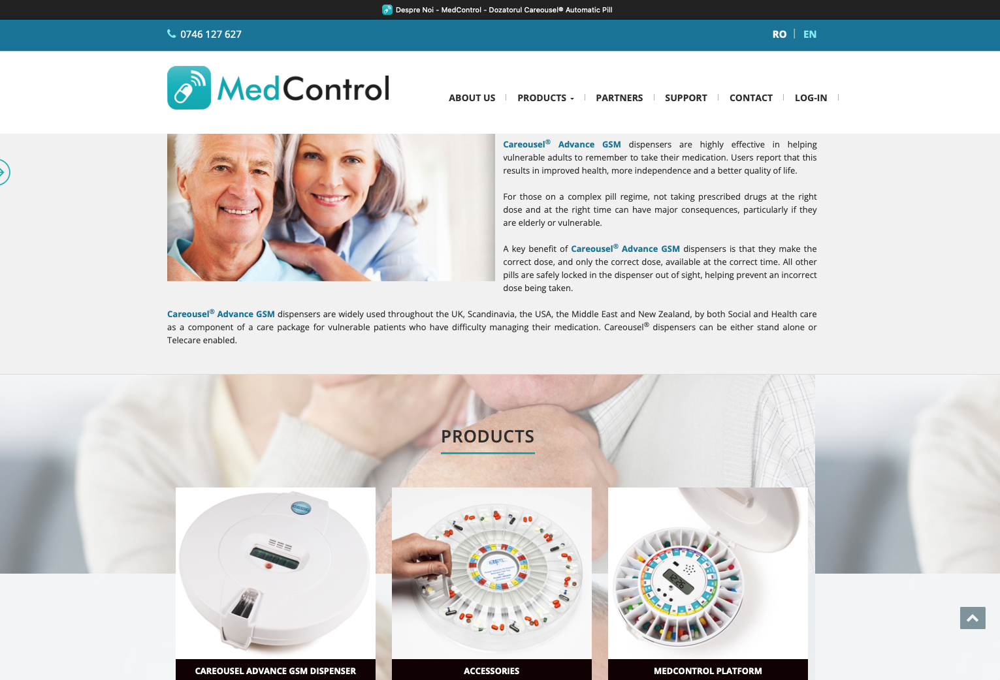 Despre Noi - MedControl - Dozatorul Careousel® Automatic Pill
0746 127 627
RO | EN
MedControl
ABOUT US | PRODUCTS | PARTNERS | SUPPORT | CONTACT | LOG-IN
Careousel® Advance GSM dispensers are highly effective in helping
vulnerable adults to remember to take their medication. Users report that this
results in improved health, more independence and a better quality of life.
For those on a complex pill regime, not taking prescribed drugs at the right
dose and at the right time can have major consequences, particularly if they
are elderly or vulnerable.
A key benefit of Careousel® Advance GSM dispensers is that they make the
correct dose, and only the correct dose, available at the correct time. All other
pills are safely locked in the dispenser out of sight, helping prevent an incorrect
dose being taken.
Careousel® Advance GSM dispensers are widely used throughout the UK, Scandinavia, the USA, the Middle East and New Zealand, by both Social and Health care
as a component of a care package for vulnerable patients who have difficulty managing their medication. Careousel® dispensers can be either stand alone or
Telecare enabled.
PRODUCTS
12:26
CAREOUSEL ADVANCE GSM DISPENSER
ACCESSORIES
MEDCONTROL PLATFORM